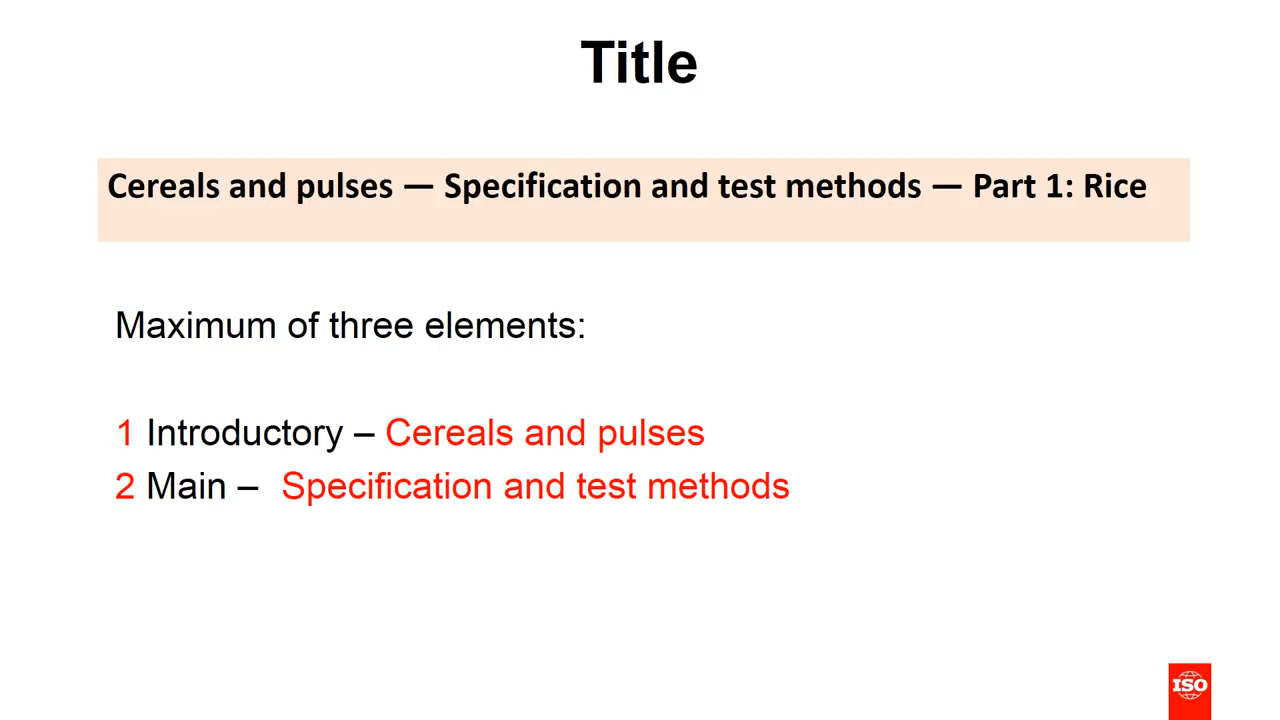 Title
Cereals and pulses — Specification and test methods — Part 1: Rice
Maximum of three elements:
1 Introductory – Cereals and pulses
2 Main – Specification and test methods
ISO